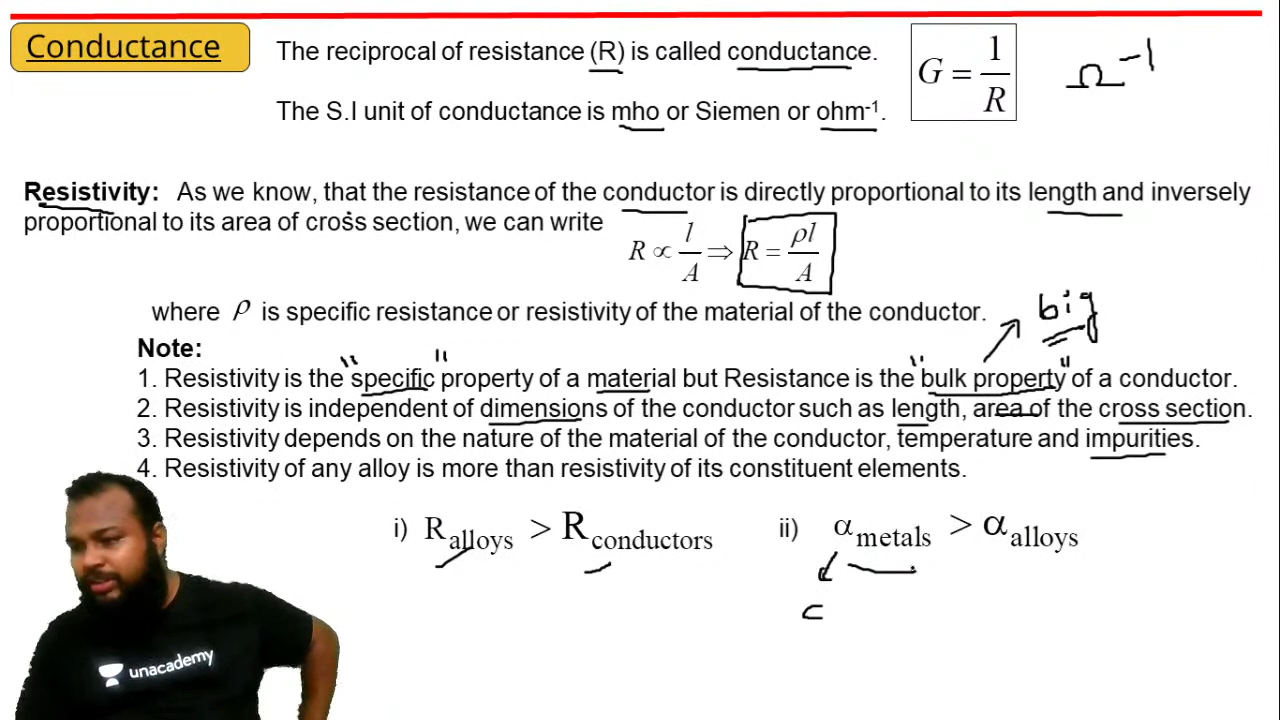 Conductance
The reciprocal of resistance (R) is called conductance.
G = 1/R
Ω⁻¹
The S.I unit of conductance is mho or Siemen or ohm⁻¹.
Resistivity: As we know, that the resistance of the conductor is directly proportional to its length and inversely
proportional to its area of cross section, we can write
R ∝ l/A ⇒ R = ρl/A
where ρ is specific resistance or resistivity of the material of the conductor.
big
Note:
1. Resistivity is the "specific" property of a material but Resistance is the "bulk property" of a conductor.
2. Resistivity is independent of dimensions of the conductor such as length, area of the cross section.
3. Resistivity depends on the nature of the material of the conductor, temperature and impurities.
4. Resistivity of any alloy is more than resistivity of its constituent elements.
i) R alloys > R conductors ii) α metals > α alloys
c
unacademy